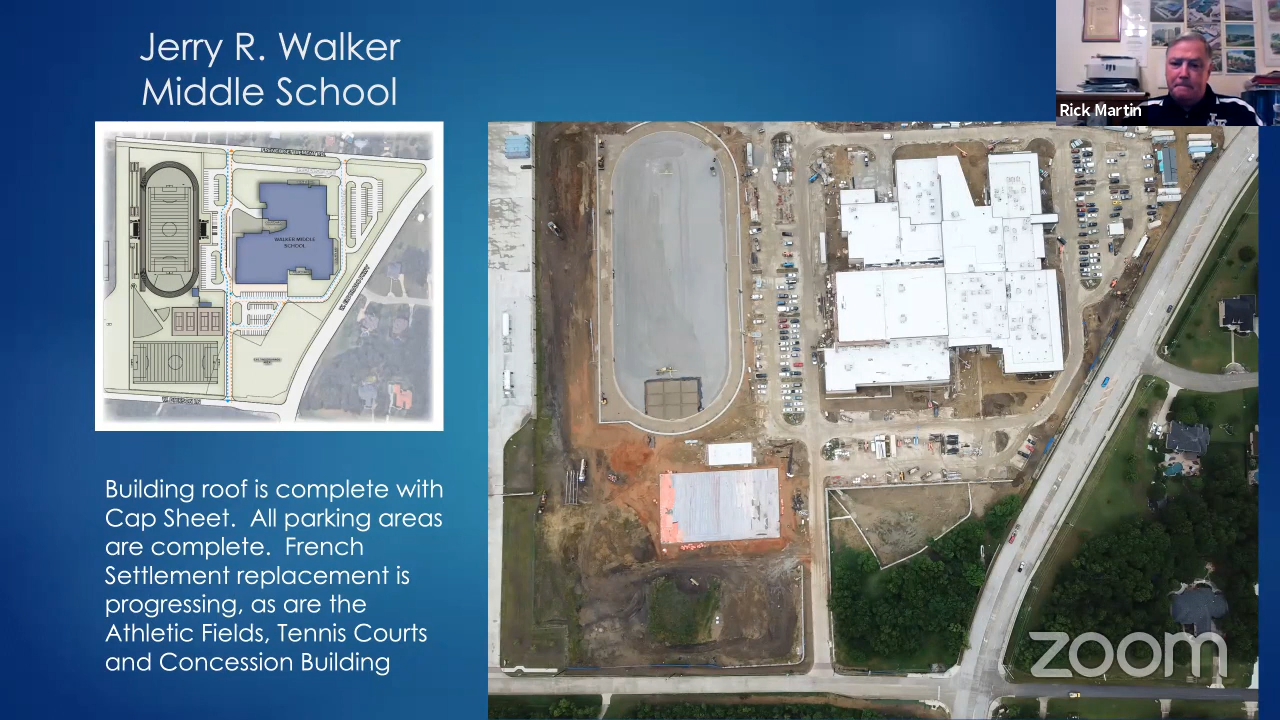 Jerry R. Walker
Middle School
Rick Martin
WALKER MIDDLE
SCHOOL
Building roof is complete with
Cap Sheet. All parking areas
are complete. French
Settlement replacement is
progressing, as are the
Athletic Fields, Tennis Courts
and Concession Building
zoom